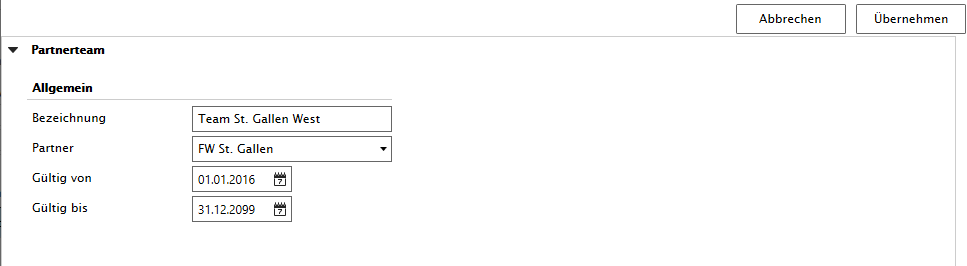 Abbrechen Übernehmen
Partnerteam
Allgemein
Bezeichnung Team St. Gallen West
Partner FW St. Gallen
Gültig von 01.01.2016
Gültig bis 31.12.2099